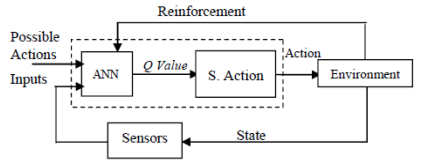 Reinforcement
Possible
Actions
Inputs
ANN
Q Value
S. Action
Action
Environment
Sensors
State